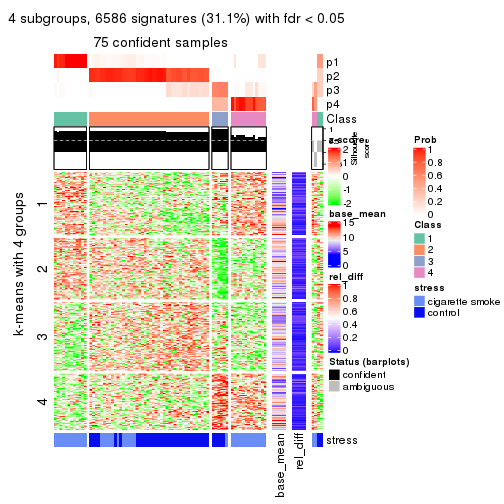 4 subgroups, 6586 signatures (31.1%) with fdr < 0.05
75 confident samples
p1
p2
p3
p4
Class
1
Silhouette
score
k-means with 4 groups
1
2
3
4
stress
base_mean
rel_diff
z-score
2
1
0
-1
-2
base_mean
15
10
5
0
rel_diff
1
0.8
0.6
0.4
0.2
0
Status (barplots)
confident
ambiguous
Prob
1
0.8
0.6
0.4
0.2
0
Class
1
2
3
4
stress
cigarette smoke
control